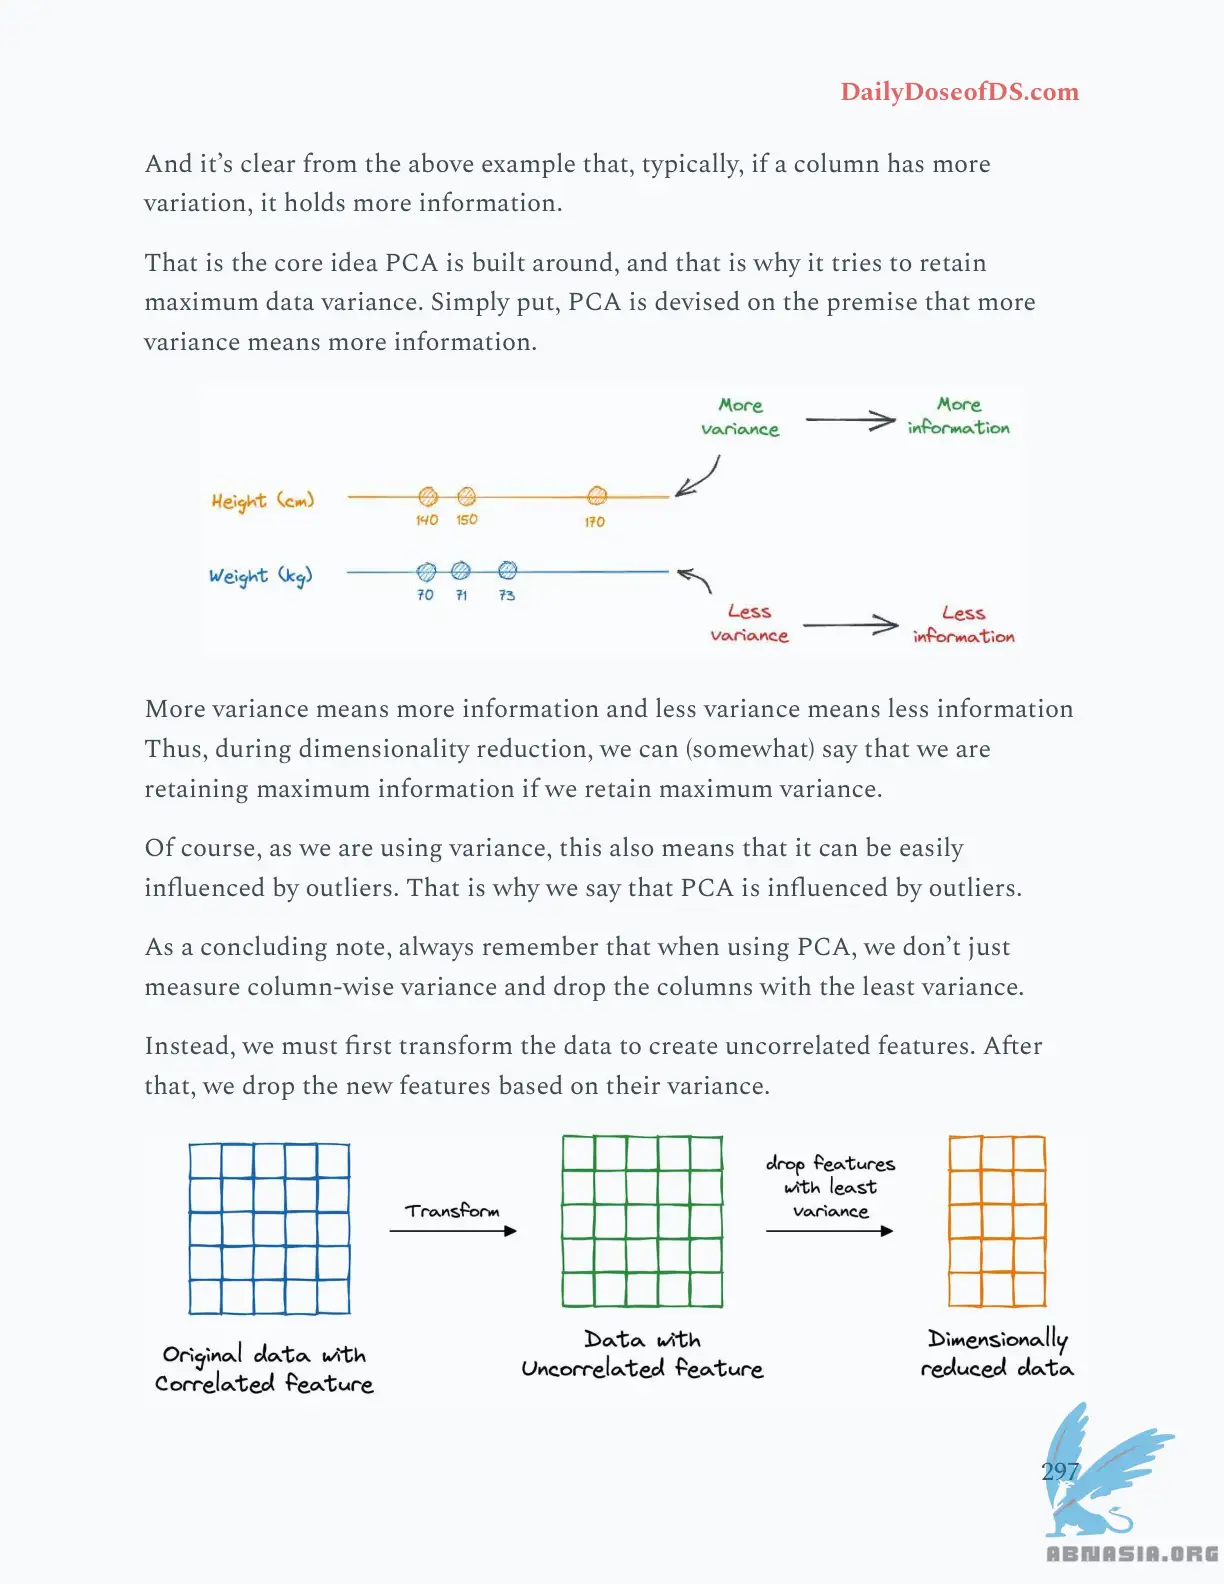 DailyDoseofDS.com
And it’s clear from the above example that, typically, if a column has more
variation, it holds more information.
That is the core idea PCA is built around, and that is why it tries to retain
maximum data variance. Simply put, PCA is devised on the premise that more
variance means more information.
More
variance
More
information
Height (cm)
140 150 170
Weight (kg)
70 71 73
Less
variance
Less
information
More variance means more information and less variance means less information
Thus, during dimensionality reduction, we can (somewhat) say that we are
retaining maximum information if we retain maximum variance.
Of course, as we are using variance, this also means that it can be easily
influenced by outliers. That is why we say that PCA is influenced by outliers.
As a concluding note, always remember that when using PCA, we don’t just
measure column-wise variance and drop the columns with the least variance.
Instead, we must first transform the data to create uncorrelated features. After
that, we drop the new features based on their variance.
Transform
drop features
with least
variance
Original data with
Correlated feature
Data with
Uncorrelated feature
Dimensionally
reduced data
297
ABNASIA.ORG